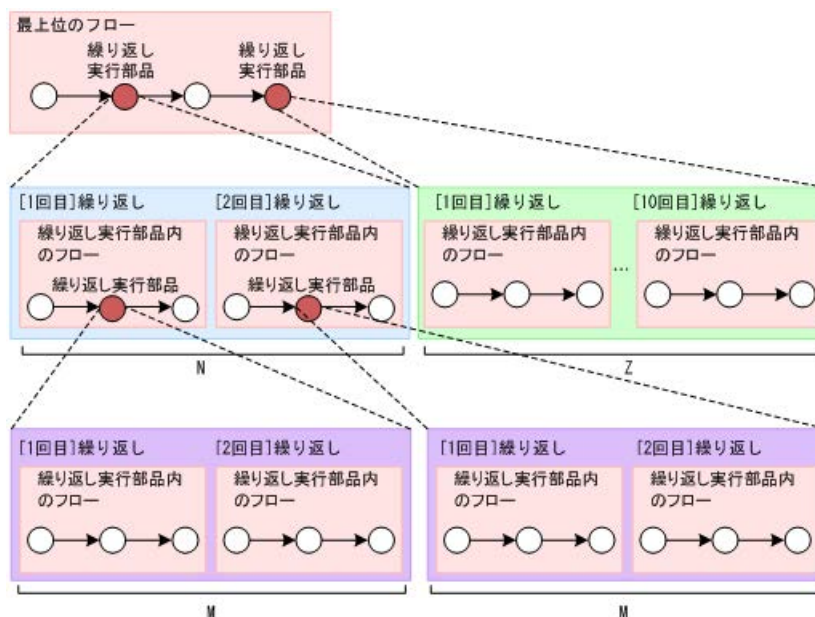 最上位のフロー
繰り返し
実行部品
繰り返し
実行部品
[1回目]繰り返し
[2回目]繰り返し
繰り返し実行部品内
のフロー
繰り返し実行部品
繰り返し実行部品内
のフロー
繰り返し実行部品
[1回目]繰り返し
[10回目]繰り返し
繰り返し実行部品内
のフロー
...
繰り返し実行部品内
のフロー
N
Z
[1回目]繰り返し
[2回目]繰り返し
繰り返し実行部品内
のフロー
繰り返し実行部品内
のフロー
[1回目]繰り返し
[2回目]繰り返し
繰り返し実行部品内
のフロー
繰り返し実行部品内
のフロー
M
M